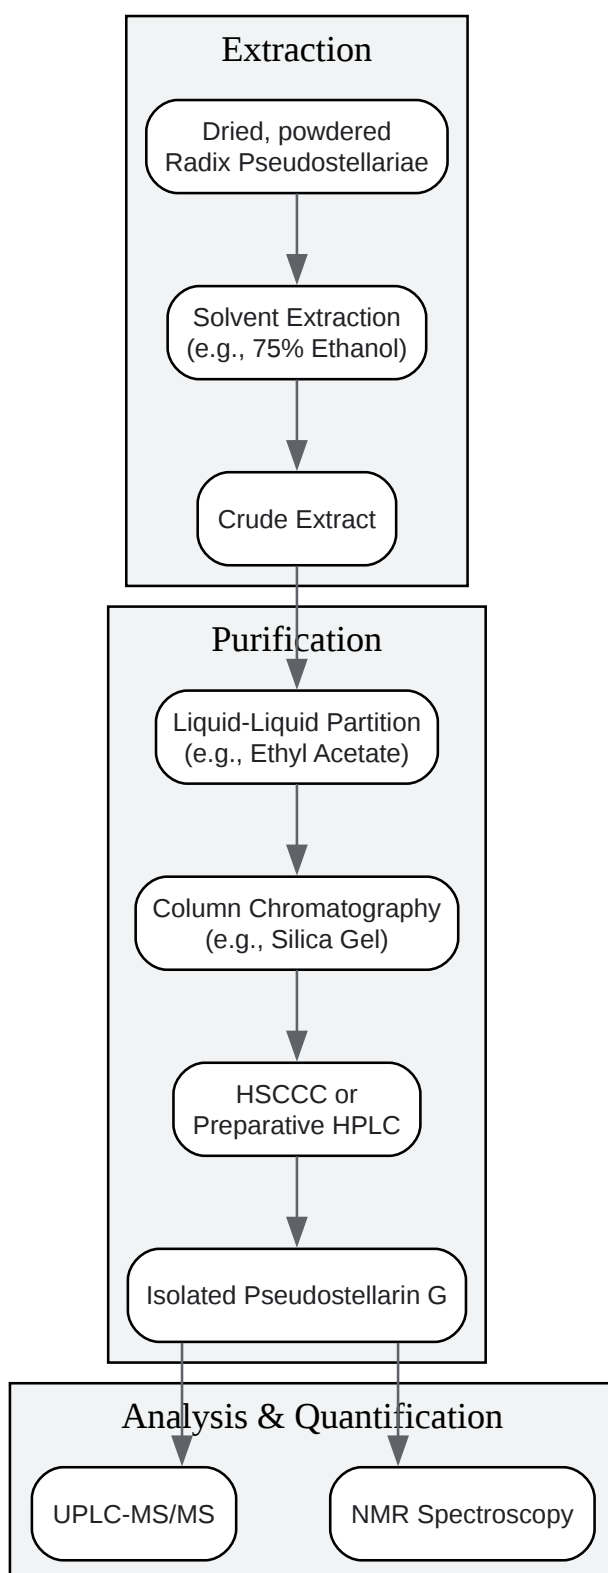 Extraction
Dried, powdered
Radix Pseudostellariae
Solvent Extraction
(e.g., 75% Ethanol)
Crude Extract
Purification
Liquid-Liquid Partition
(e.g., Ethyl Acetate)
Column Chromatography
(e.g., Silica Gel)
HSCCC or
Preparative HPLC
Isolated Pseudostellarin G
Analysis & Quantification
UPLC-MS/MS
NMR Spectroscopy